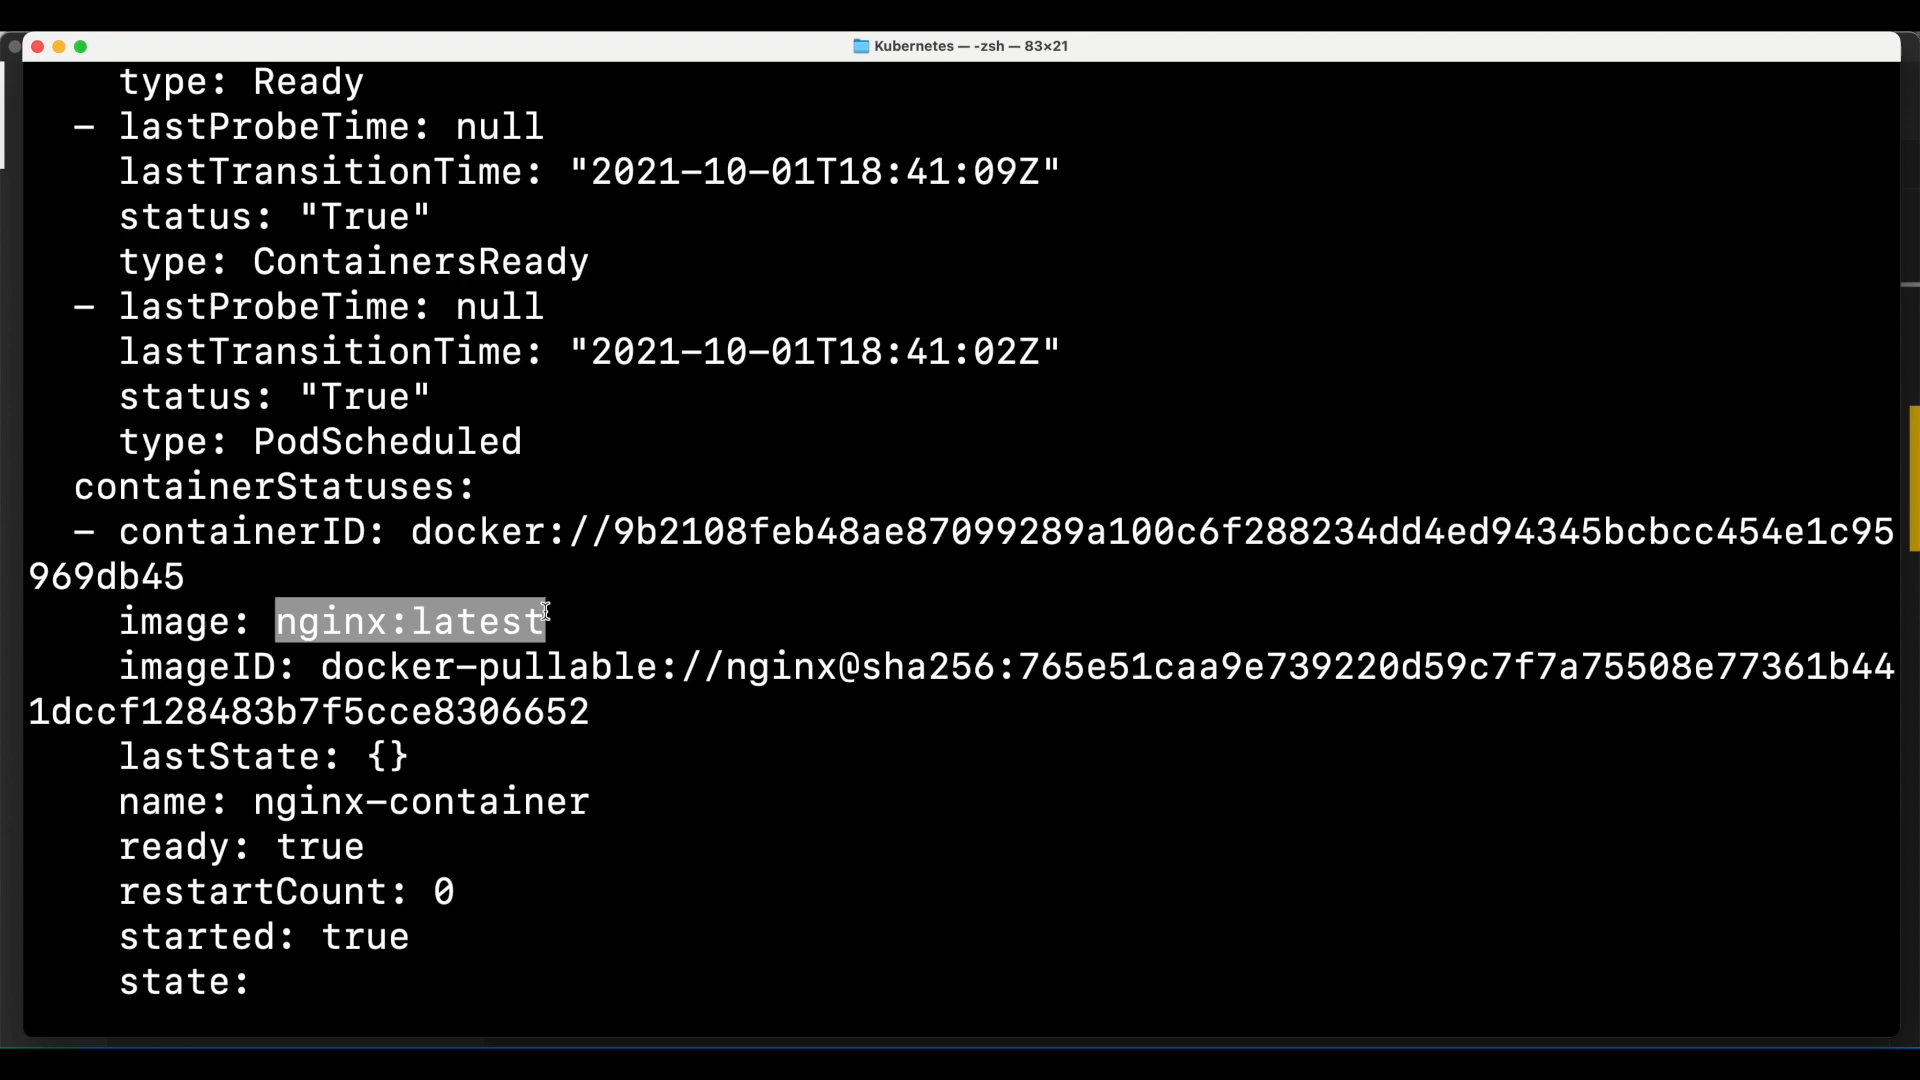 Kubernetes — -zsh — 83×21
type: Ready
- lastProbeTime: null
lastTransitionTime: "2021-10-01T18:41:09Z"
status: "True"
type: ContainersReady
- lastProbeTime: null
lastTransitionTime: "2021-10-01T18:41:02Z"
status: "True"
type: PodScheduled
containerStatuses:
- containerID: docker://9b2108feb48ae87099289a100c6f288234dd4ed94345bcbcc454e1c95
969db45
image: nginx:latest
imageID: docker-pullable://nginx@sha256:765e51caa9e739220d59c7f7a75508e77361b44
1dccf128483b7f5cce8306652
lastState: {}
name: nginx-container
ready: true
restartCount: 0
started: true
state: